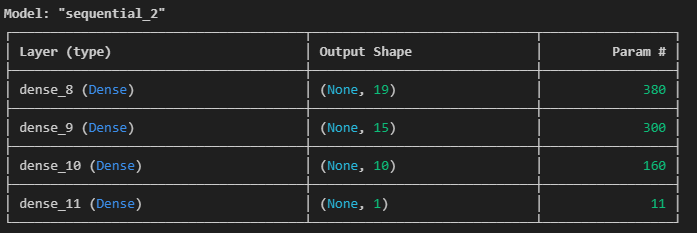 Model: "sequential_2"
Layer (type) Output Shape Param #
dense_8 (Dense) (None, 19) 380
dense_9 (Dense) (None, 15) 300
dense_10 (Dense) (None, 10) 160
dense_11 (Dense) (None, 1) 11